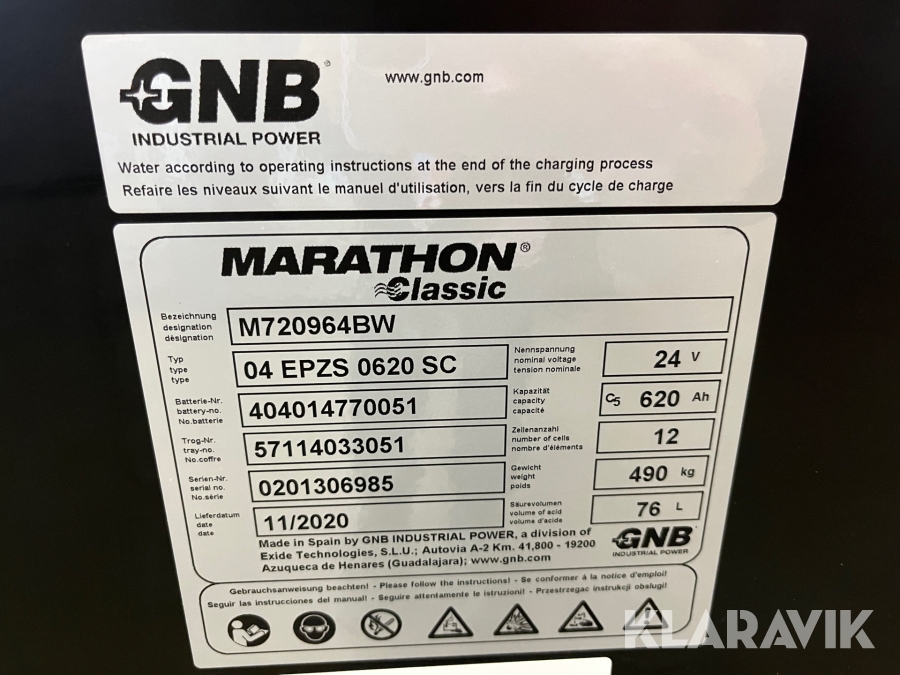 GNB®
www.gnb.com
INDUSTRIAL POWER
Water according to operating instructions at the end of the charging process
Refaire les niveaux suivant le manuel d'utilisation, vers la fin du cycle de charge
MARATHON®
Classic
Bezeichnung
designation
désignation
M720964BW
Typ
type
type
04 EPZS 0620 SC
Nennspannung
nominal voltage
tension nominale
24 V
Batterie-Nr.
battery-no.
No.batterie
404014770051
Kapazität
capacity
capacité
C5 620 Ah
Trog-Nr.
tray-no.
No.coffre
57114033051
Zellenanzahl
number of cells
nombre d'éléments
12
Serien-Nr.
serial no.
No.série
0201306985
Gewicht
weight
poids
490 kg
Lieferdatum
date
date
11/2020
Säurevolumen
volume of acid
volume d'acide
76 L
Made in Spain by GNB INDUSTRIAL POWER, a division of
Exide Technologies, S.L.U.; Autovia A-2 Km. 41,800 - 19200
Azuqueca de Henares (Guadalajara); www.gnb.com
GNB
INDUSTRIAL POWER
Gebrauchsanweisung beachten! - Please follow the instructions! - Se conformer à la notice d'emploi!
Seguir las instrucciones del manual! - Seguire attentamente le istruzioni! - Przestrzegac instrukcji obslugi!
KLARAVIK